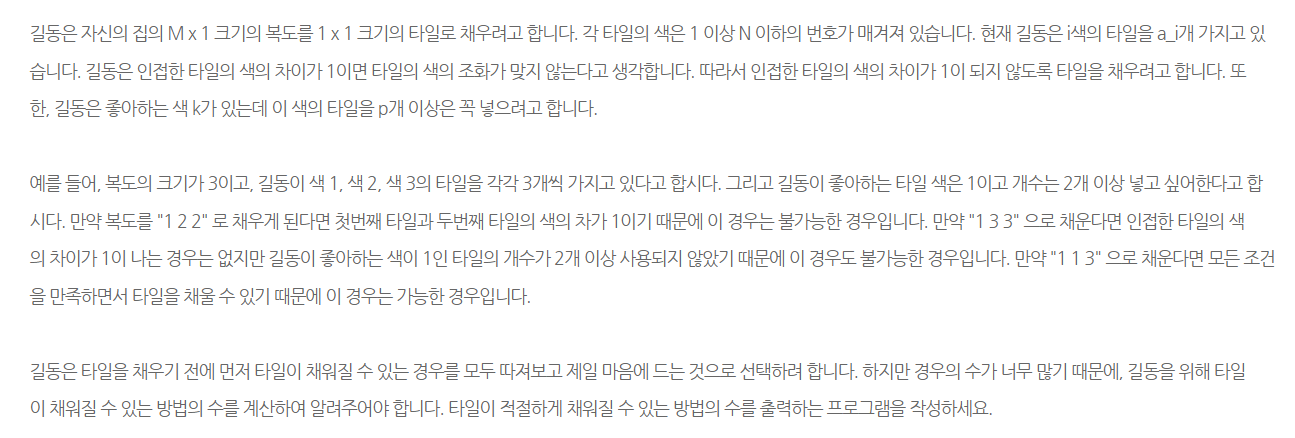 길동은 자신의 집의 M x 1 크기의 복도를 1 x 1 크기의 타일로 채우려고 합니다. 각 타일의 색은 1 이상 N 이하의 번호가 매겨져 있습니다. 현재 길동은 i색의 타일을 a_i개 가지고 있
습니다. 길동은 인접한 타일의 색의 차이가 1이면 타일의 색의 조화가 맞지 않는다고 생각합니다. 따라서 인접한 타일의 색의 차이가 1이 되지 않도록 타일을 채우려고 합니다. 또
한, 길동은 좋아하는 색 k가 있는데 이 색의 타일을 p개 이상은 꼭 넣으려고 합니다.
예를 들어, 복도의 크기가 3이고, 길동이 색 1, 색 2, 색 3의 타일을 각각 3개씩 가지고 있다고 합시다. 그리고 길동이 좋아하는 타일 색은 1이고 개수는 2개 이상 넣고 싶어한다고 합
시다. 만약 복도를 "1 2 2" 로 채우게 된다면 첫번째 타일과 두번째 타일의 색의 차가 1이기 때문에 이 경우는 불가능한 경우입니다. 만약 "1 3 3" 으로 채운다면 인접한 타일의 색
의 차이가 1이 나는 경우는 없지만 길동이 좋아하는 색이 1인 타일의 개수가 2개 이상 사용되지 않았기 때문에 이 경우도 불가능한 경우입니다. 만약 "1 1 3" 으로 채운다면 모든 조건
을 만족하면서 타일을 채울 수 있기 때문에 이 경우는 가능한 경우입니다.
길동은 타일을 채우기 전에 먼저 타일이 채워질 수 있는 경우를 모두 따져보고 제일 마음에 드는 것으로 선택하려 합니다. 하지만 경우의 수가 너무 많기 때문에, 길동을 위해 타일
이 채워질 수 있는 방법의 수를 계산하여 알려주어야 합니다. 타일이 적절하게 채워질 수 있는 방법의 수를 출력하는 프로그램을 작성하세요.